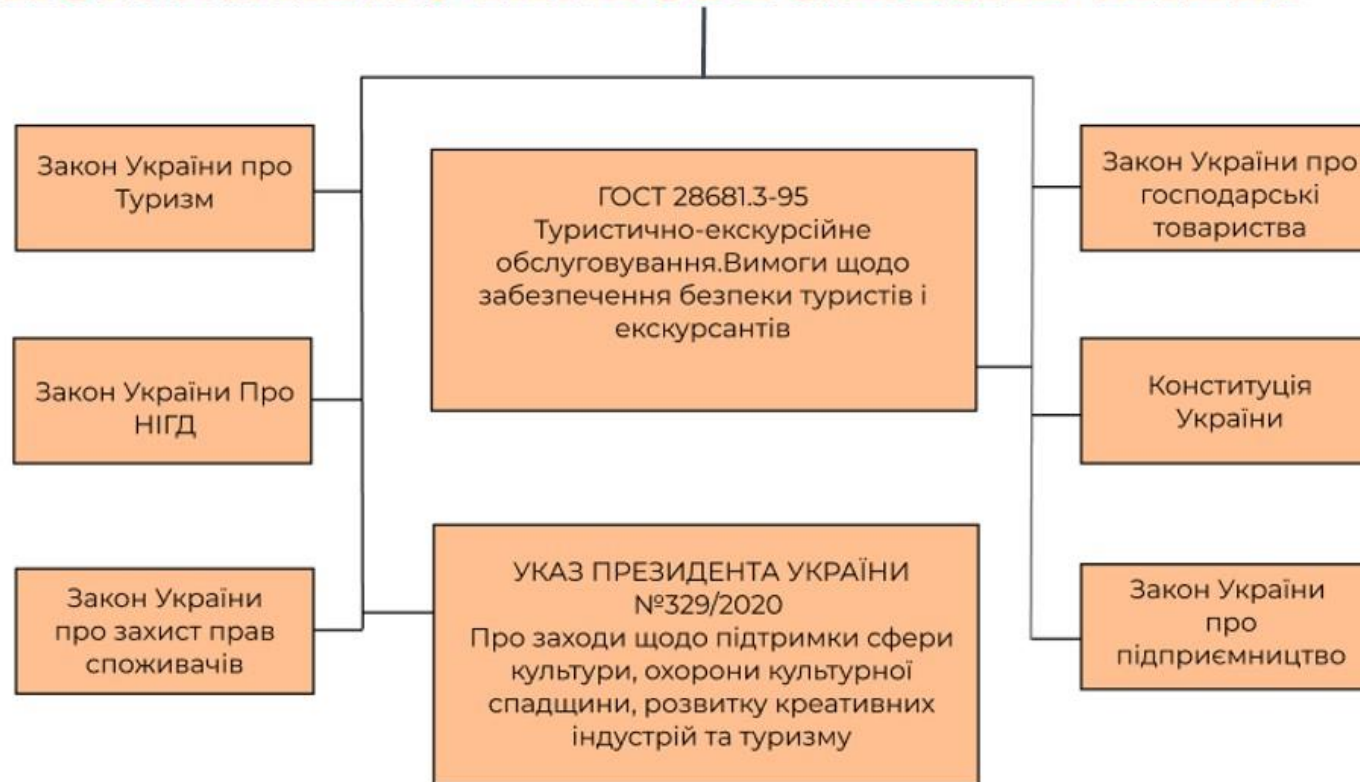 Закон України про
Туризм
ГОСТ 28681.3-95
Туристично-екскурсійне
обслуговування.Вимоги щодо
забезпечення безпеки туристів і
екскурсантів
Закон України про
господарські
товариства
Закон України Про
НІГД
Конституція
України
Закон України
про захист прав
споживачів
УКАЗ ПРЕЗИДЕНТА УКРАЇНИ
№329/2020
Про заходи щодо підтримки сфери
культури, охорони культурної
спадщини, розвитку креативних
індустрій та туризму
Закон України
про
підприємництво